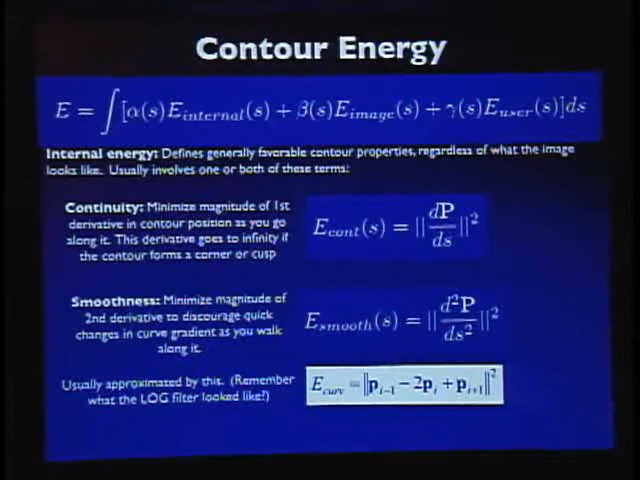 Contour Energy
E = ∫[α(s)E_internal(s) + β(s)E_image(s) + γ(s)E_user(s)]ds
Internal energy: Defines generally favorable contour properties, regardless of what the image
looks like. Usually involves one or both of these terms:
Continuity: Minimize magnitude of 1st
derivative in contour position as you go
along it. This derivative goes to infinity if
the contour forms a corner or cusp
E_cont(s) = ||dP/ds||²
Smoothness: Minimize magnitude of
2nd derivative to discourage quick
changes in curve gradient as you walk
along it.
E_smooth(s) = ||d²P/ds²||²
Usually approximated by this. (Remember
what the LOG filter looked like?)
E_curv = ||p_{i-1} − 2p_i + p_{i+1}||²